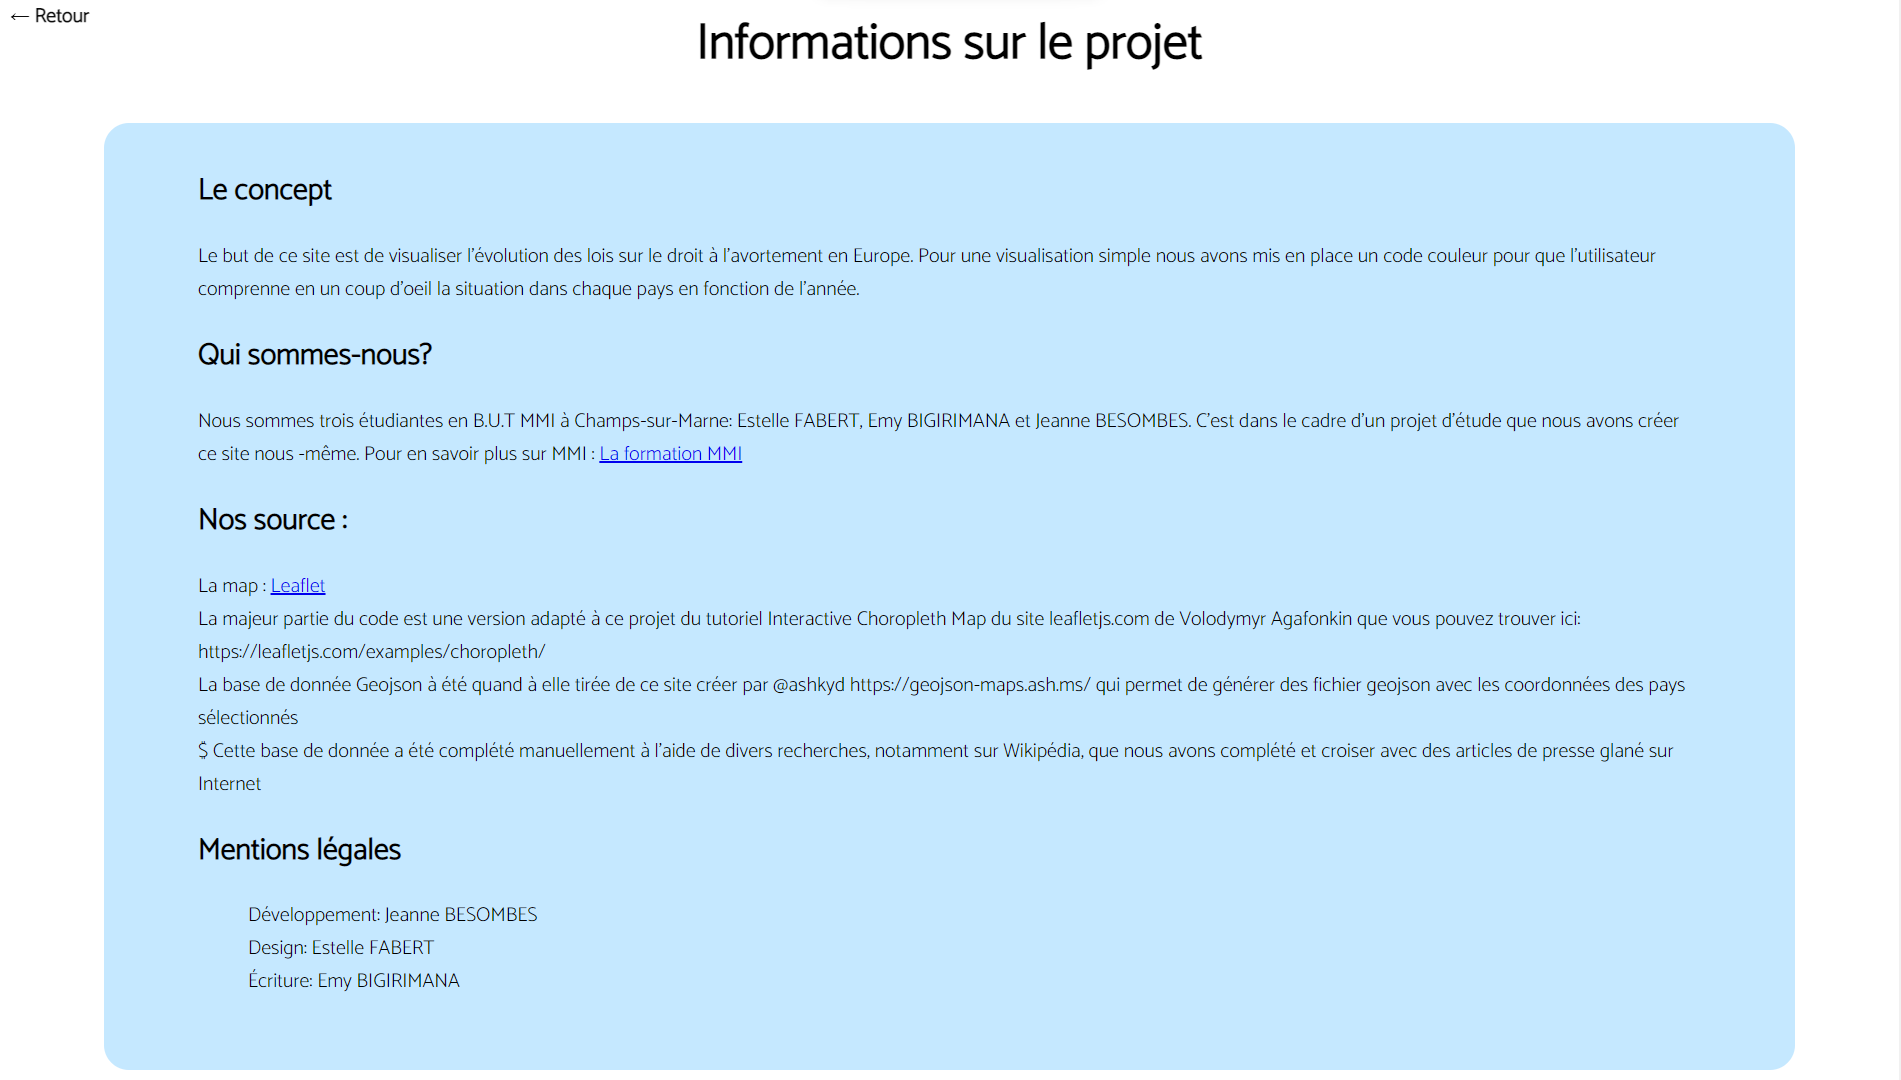 ← Retour
Informations sur le projet
Le concept
Le but de ce site est de visualiser l'évolution des lois sur le droit à l'avortement en Europe. Pour une visualisation simple nous avons mis en place un code couleur pour que l'utilisateur
comprenne en un coup d'oeil la situation dans chaque pays en fonction de l'année.
Qui sommes-nous?
Nous sommes trois étudiantes en B.U.T MMI à Champs-sur-Marne: Estelle FABERT, Emy BIGIRIMANA et Jeanne BESOMBES. C'est dans le cadre d'un projet d'étude que nous avons créer
ce site nous -même. Pour en savoir plus sur MMI : La formation MMI
Nos source :
La map : Leaflet
La majeur partie du code est une version adapté à ce projet du tutoriel Interactive Choropleth Map du site leafletjs.com de Volodymyr Agafonkin que vous pouvez trouver ici:
https://leafletjs.com/examples/choropleth/
La base de donnée Geojson à été quand à elle tirée de ce site créer par @ashkyd https://geojson-maps.ash.ms/ qui permet de générer des fichier geojson avec les coordonnées des pays
sélectionnés
$ Cette base de donnée a été complété manuellement à l'aide de divers recherches, notamment sur Wikipédia, que nous avons complété et croiser avec des articles de presse glané sur
Internet
Mentions légales
Développement: Jeanne BESOMBES
Design: Estelle FABERT
Écriture: Emy BIGIRIMANA